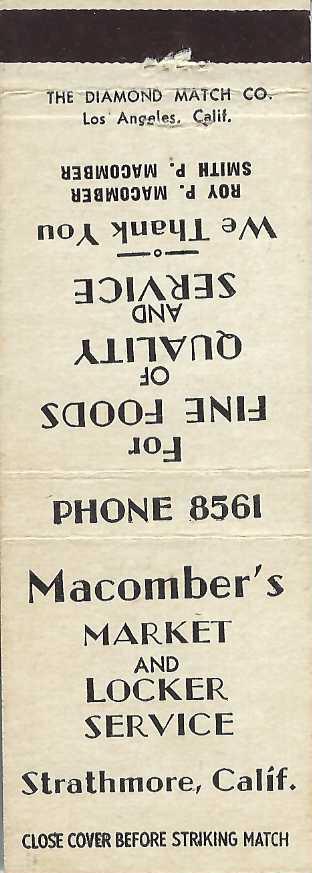 THE DIAMOND MATCH CO.
Los Angeles, Calif.
For
FINE FOODS
OF
QUALITY
AND
SERVICE
We Thank You
ROY P. MACOMBER
SMITH P. MACOMBER
PHONE 8561
Macomber's
MARKET
AND
LOCKER
SERVICE
Strathmore, Calif.
CLOSE COVER BEFORE STRIKING MATCH